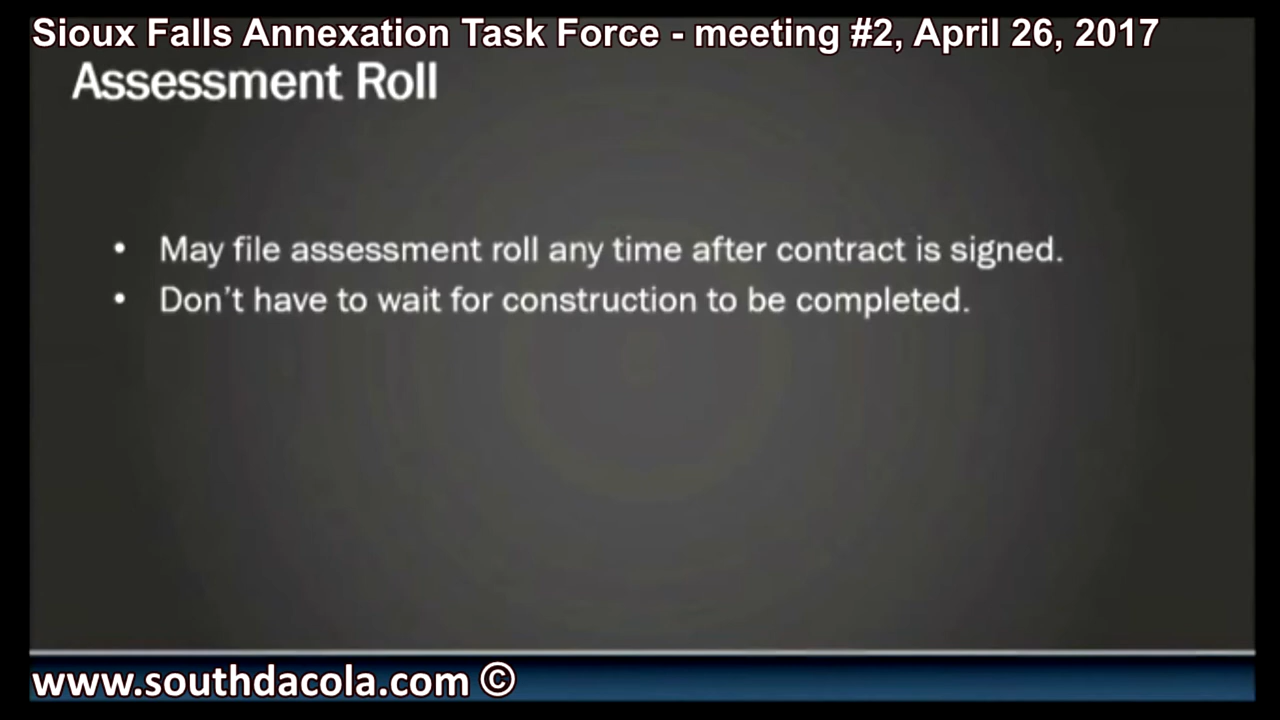 Sioux Falls Annexation Task Force - meeting #2, April 26, 2017
Assessment Roll
• May file assessment roll any time after contract is signed.
• Don't have to wait for construction to be completed.
www.southdacola.com ©